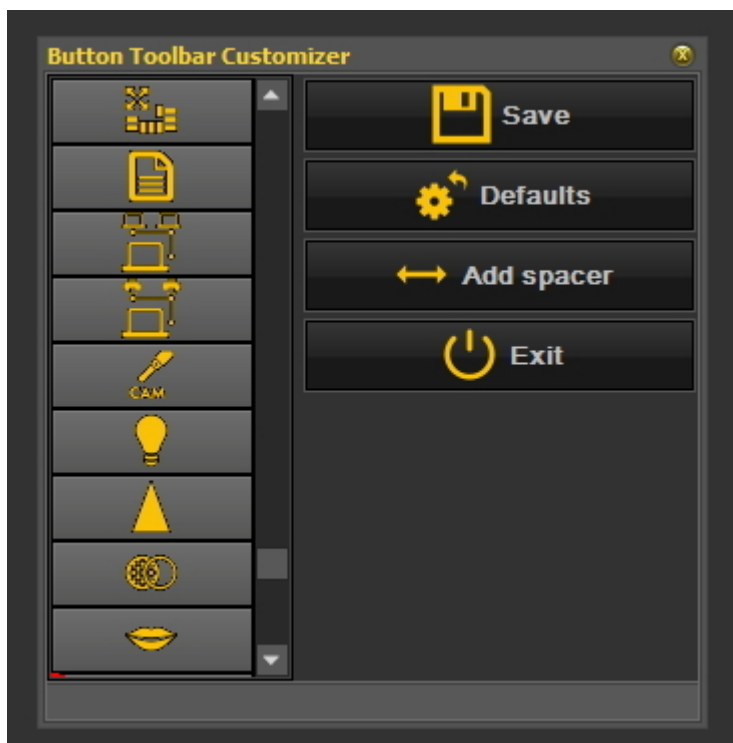 Button Toolbar Customizer
Save
Defaults
Add spacer
Exit
CAM